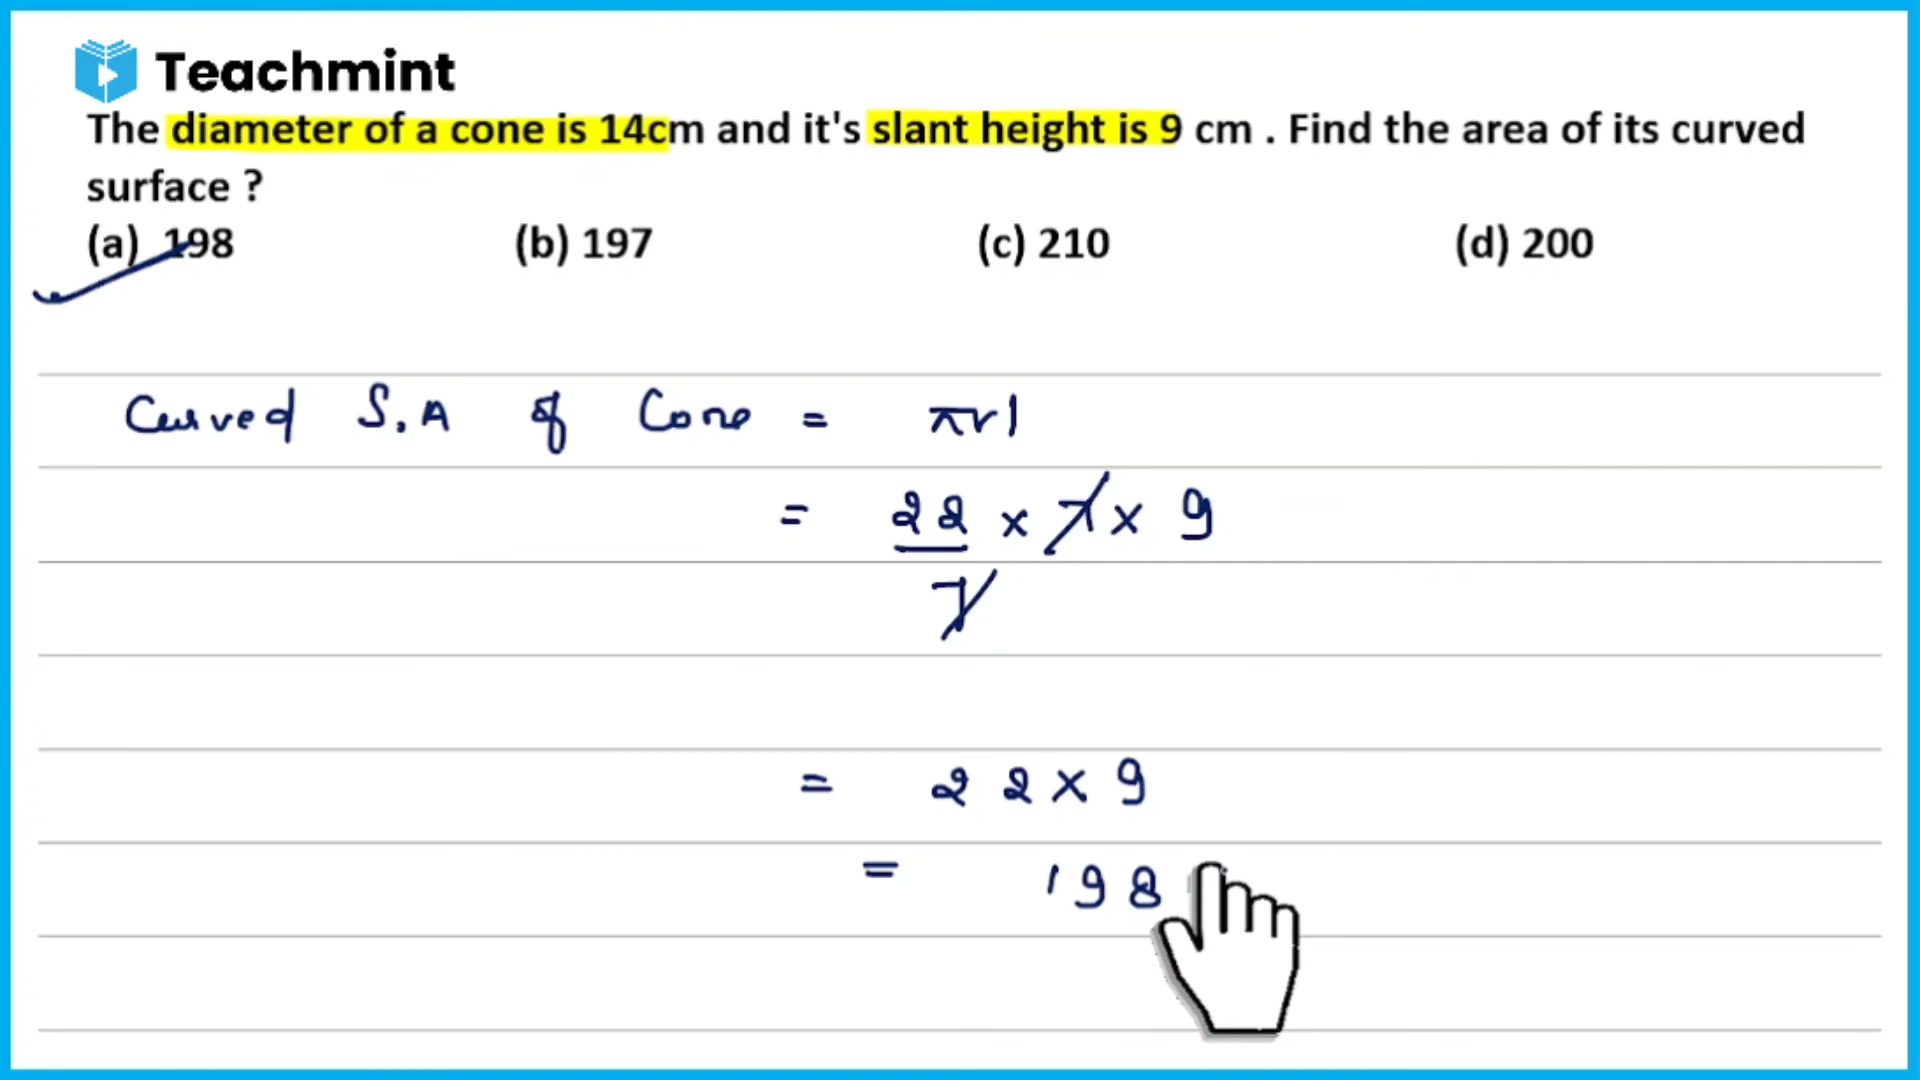 Teachmint
The diameter of a cone is 14cm and it's slant height is 9 cm . Find the area of its curved
surface ?
(a) 198 (b) 197 (c) 210 (d) 200
Curved S.A of Cone = πrl
= 22 × 7 × 9
7
= 22 × 9
= 198